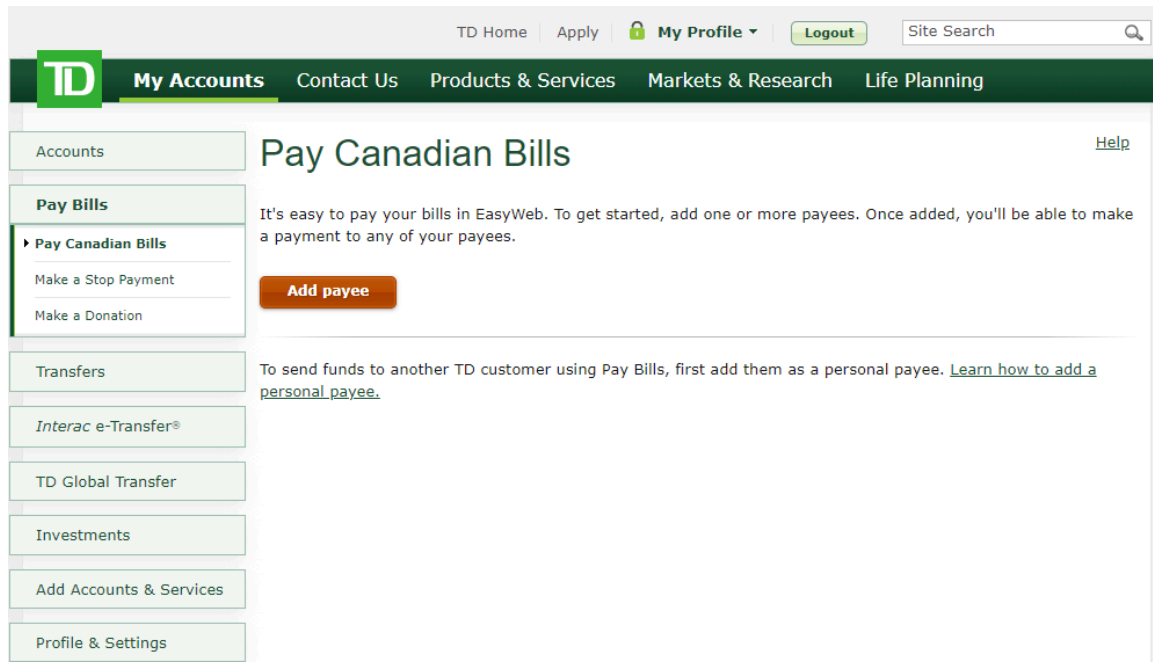 TD Home Apply My Profile Logout Site Search
TD My Accounts Contact Us Products & Services Markets & Research Life Planning
Accounts
Pay Bills
Pay Canadian Bills
Make a Stop Payment
Make a Donation
Transfers
Interac e-Transfer®
TD Global Transfer
Investments
Add Accounts & Services
Profile & Settings
Pay Canadian Bills
Help
It's easy to pay your bills in EasyWeb. To get started, add one or more payees. Once added, you'll be able to make
a payment to any of your payees.
Add payee
To send funds to another TD customer using Pay Bills, first add them as a personal payee. Learn how to add a
personal payee.